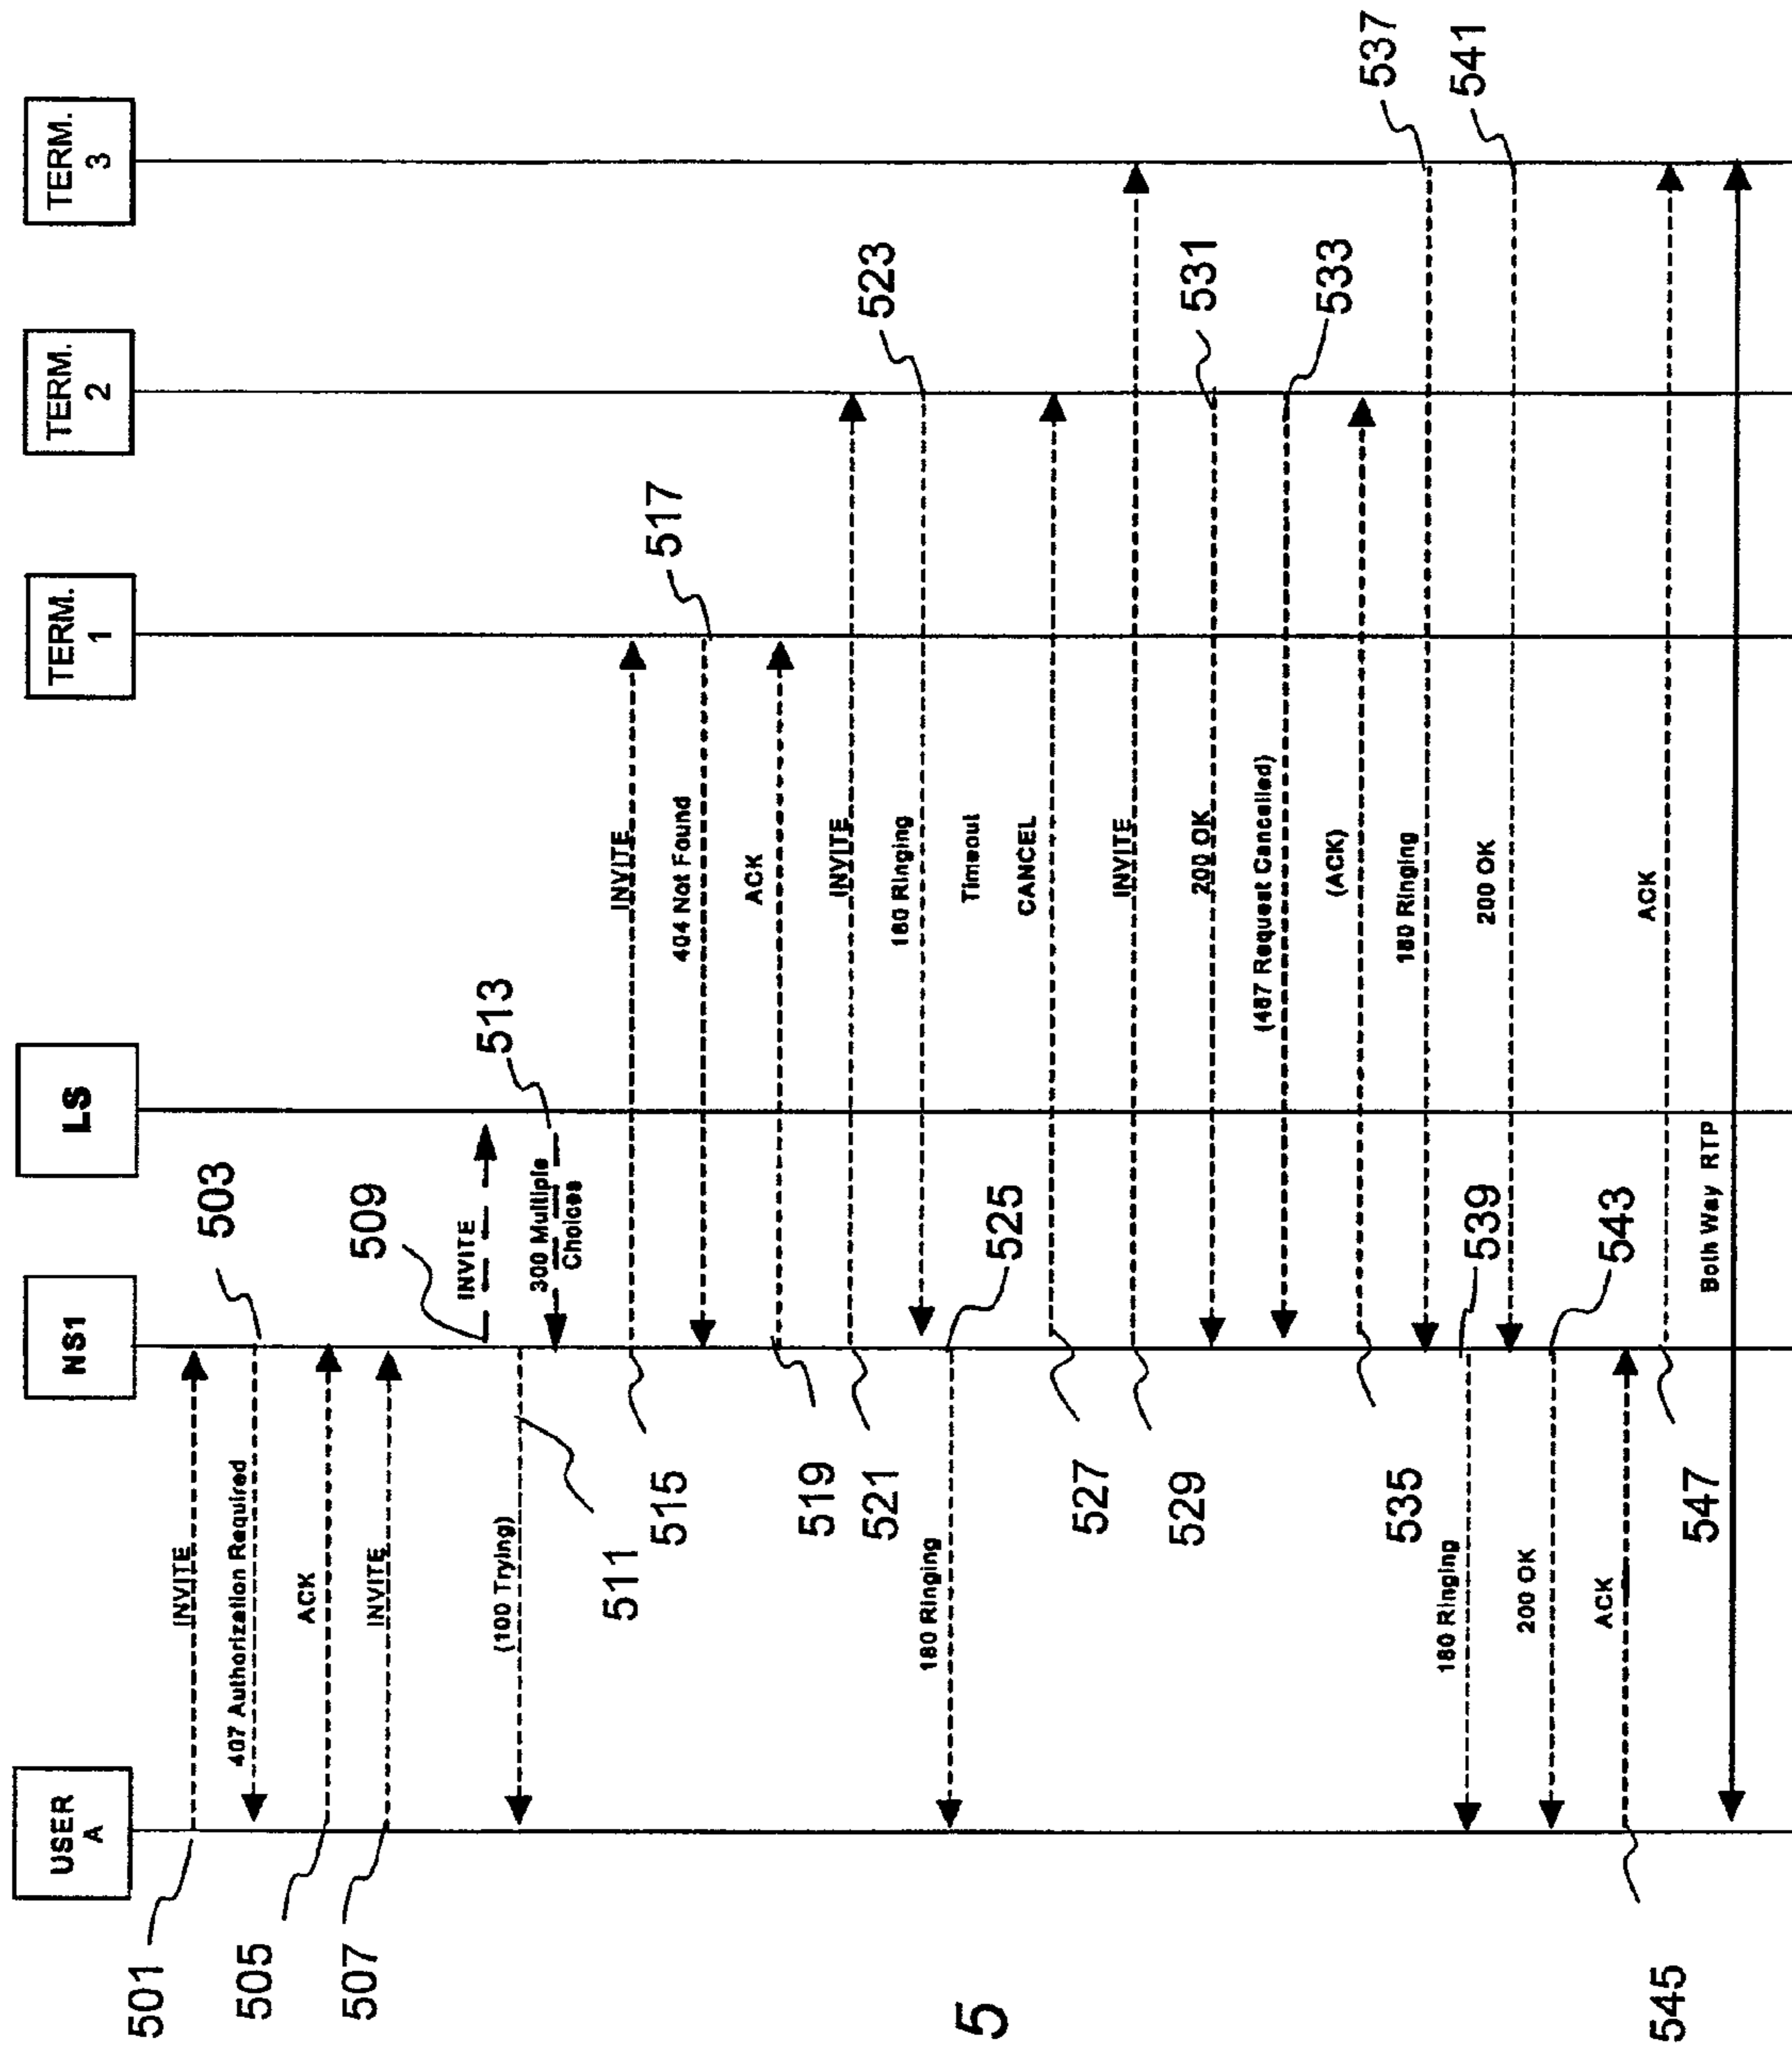 USER
A
NS1
LS
TERM.
1
TERM.
2
TERM.
3
501
INVITE
503
407 Authorization Required
505
ACK
507
INVITE
509
INVITE
511
(100 Trying)
513
300 Multiple
Choices
515
INVITE
517
404 Not Found
519
ACK
521
INVITE
523
180 Ringing
525
180 Ringing
Timeout
527
CANCEL
529
INVITE
531
200 OK
533
(487 Request Cancelled)
535
(ACK)
537
180 Ringing
539
180 Ringing
541
200 OK
543
200 OK
545
ACK
547
ACK
Both Way RTP
5